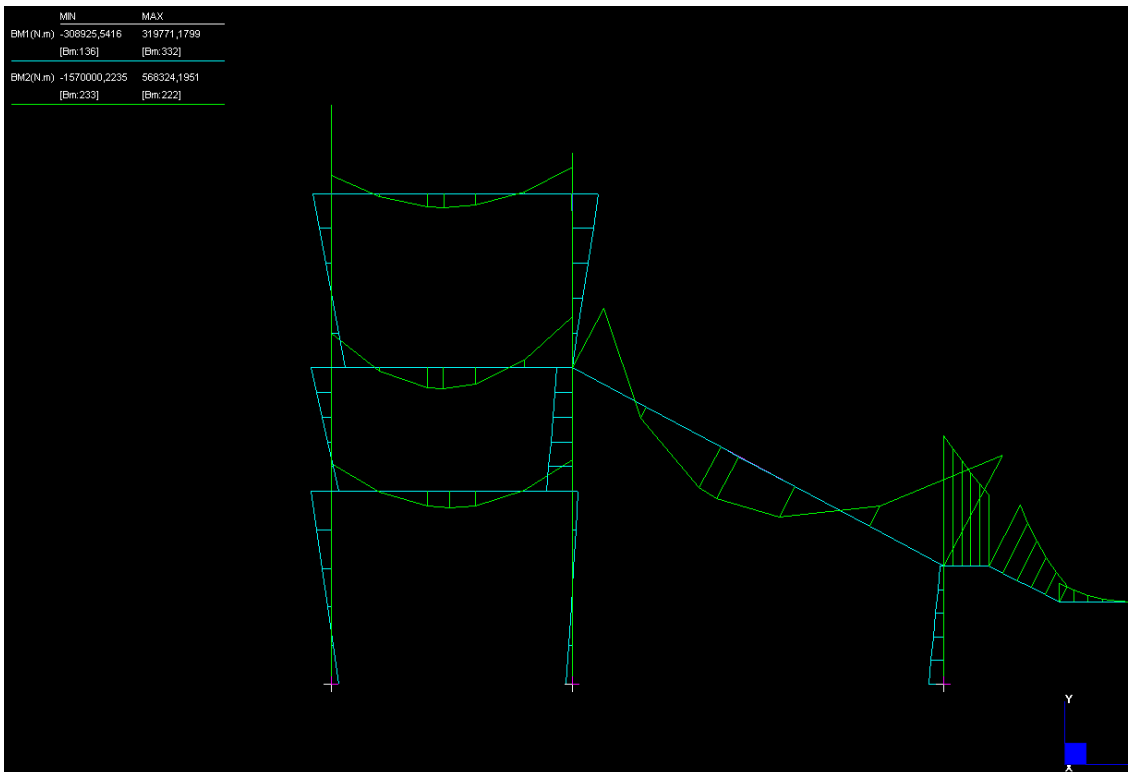 MIN MAX
BM1(N.m) -308925,5416 319771,1799
[Bm:136] [Bm:332]
BM2(N.m) -1570000,2235 568324,1951
[Bm:233] [Bm:222]
Y
X